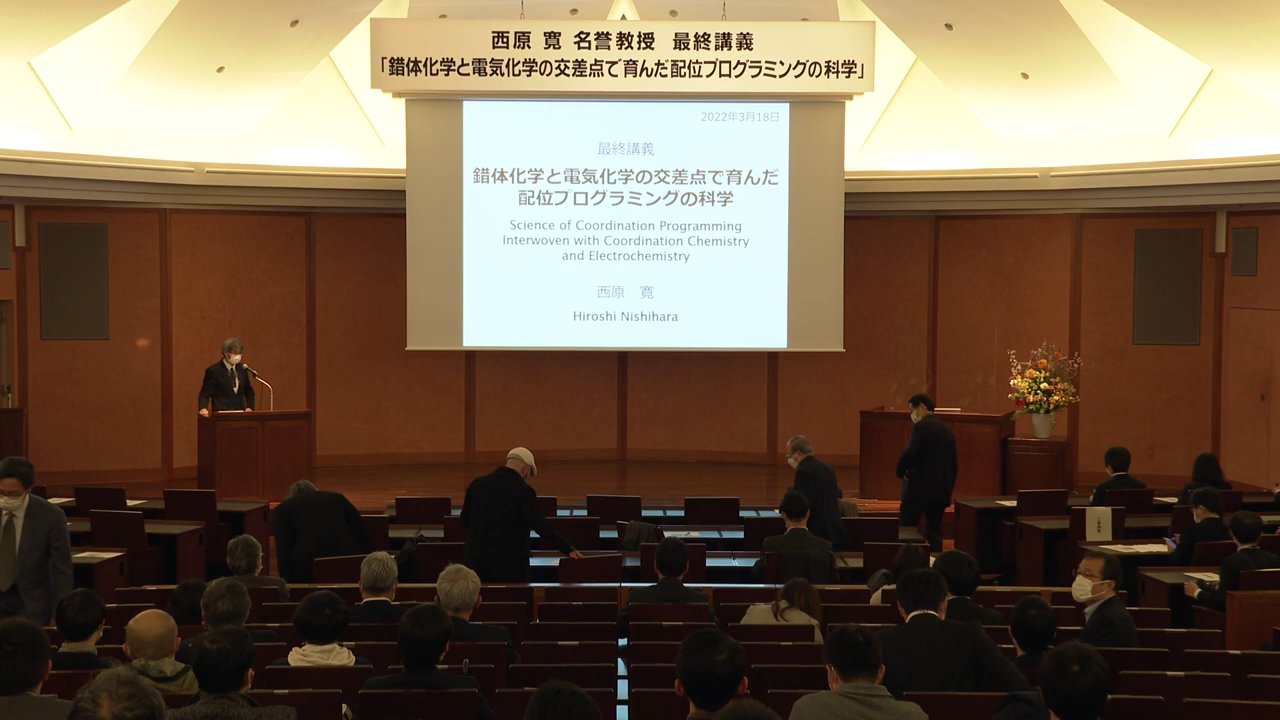 西原 寛 名誉教授 最終講義
「錯体化学と電気化学の交差点で育んだ配位プログラミングの科学」
2022年3月18日
最終講義
錯体化学と電気化学の交差点で育んだ
配位プログラミングの科学
Science of Coordination Programming
Interwoven with Coordination Chemistry
and Electrochemistry
西原 寛
Hiroshi Nishihara